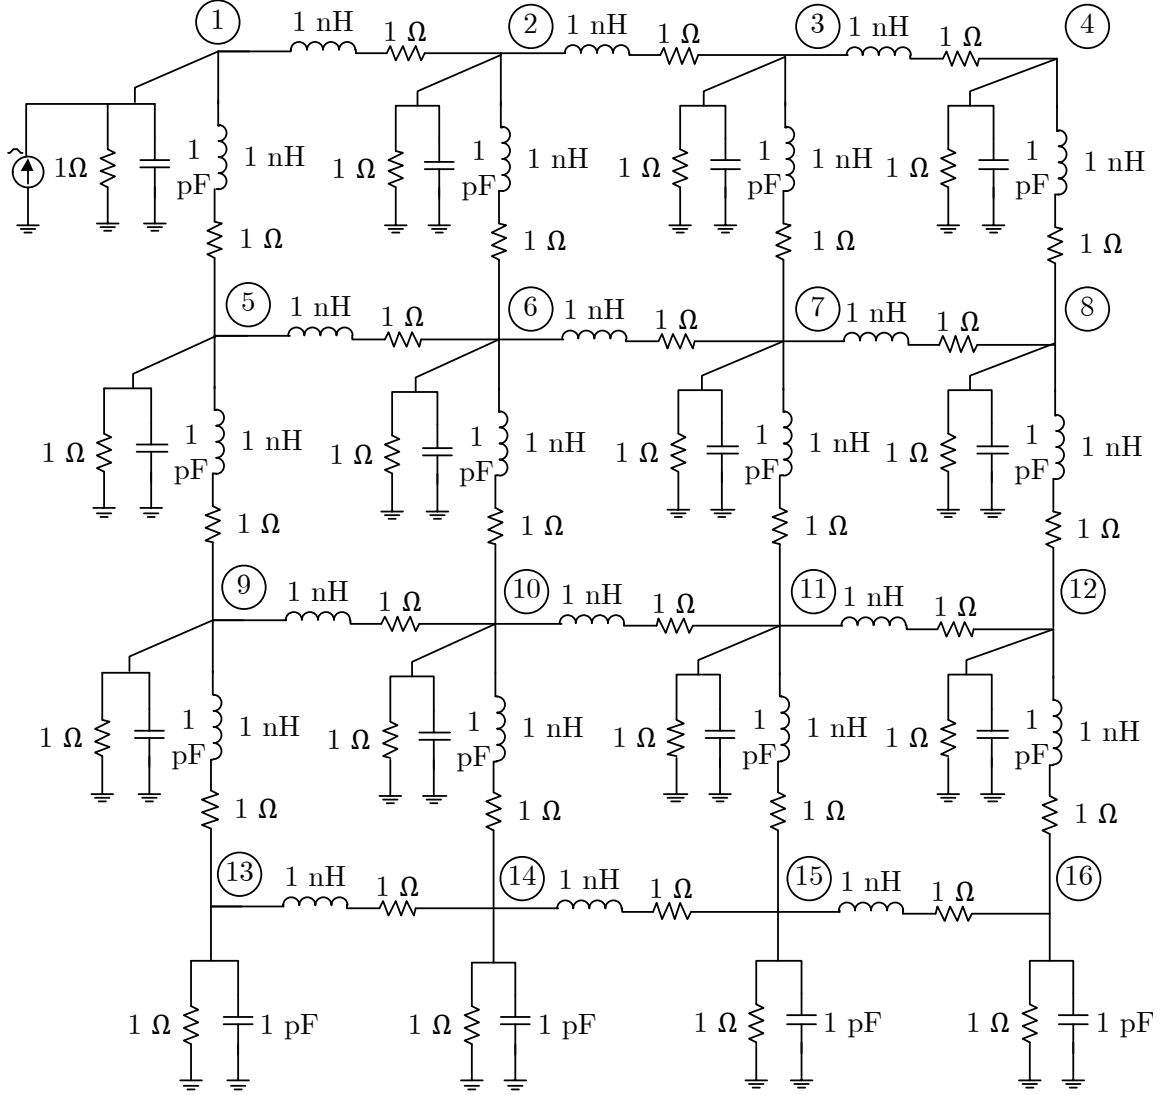 1 1 nH 1 Ω 2 1 nH 1 Ω 3 1 nH 1 Ω 4
1Ω 1 pF 1 nH 1 Ω 1 pF 1 nH 1 Ω 1 pF 1 nH 1 Ω 1 pF 1 nH
1 Ω 1 Ω 1 Ω 1 Ω
5 1 nH 1 Ω 6 1 nH 1 Ω 7 1 nH 1 Ω 8
1 Ω 1 pF 1 nH 1 Ω 1 pF 1 nH 1 Ω 1 pF 1 nH 1 Ω 1 pF 1 nH
1 Ω 1 Ω 1 Ω 1 Ω
9 1 nH 1 Ω 10 1 nH 1 Ω 11 1 nH 1 Ω 12
1 Ω 1 pF 1 nH 1 Ω 1 pF 1 nH 1 Ω 1 pF 1 nH 1 Ω 1 pF 1 nH
1 Ω 1 Ω 1 Ω 1 Ω
13 1 nH 1 Ω 14 1 nH 1 Ω 15 1 nH 1 Ω 16
1 Ω 1 pF 1 Ω 1 pF 1 Ω 1 pF 1 Ω 1 pF